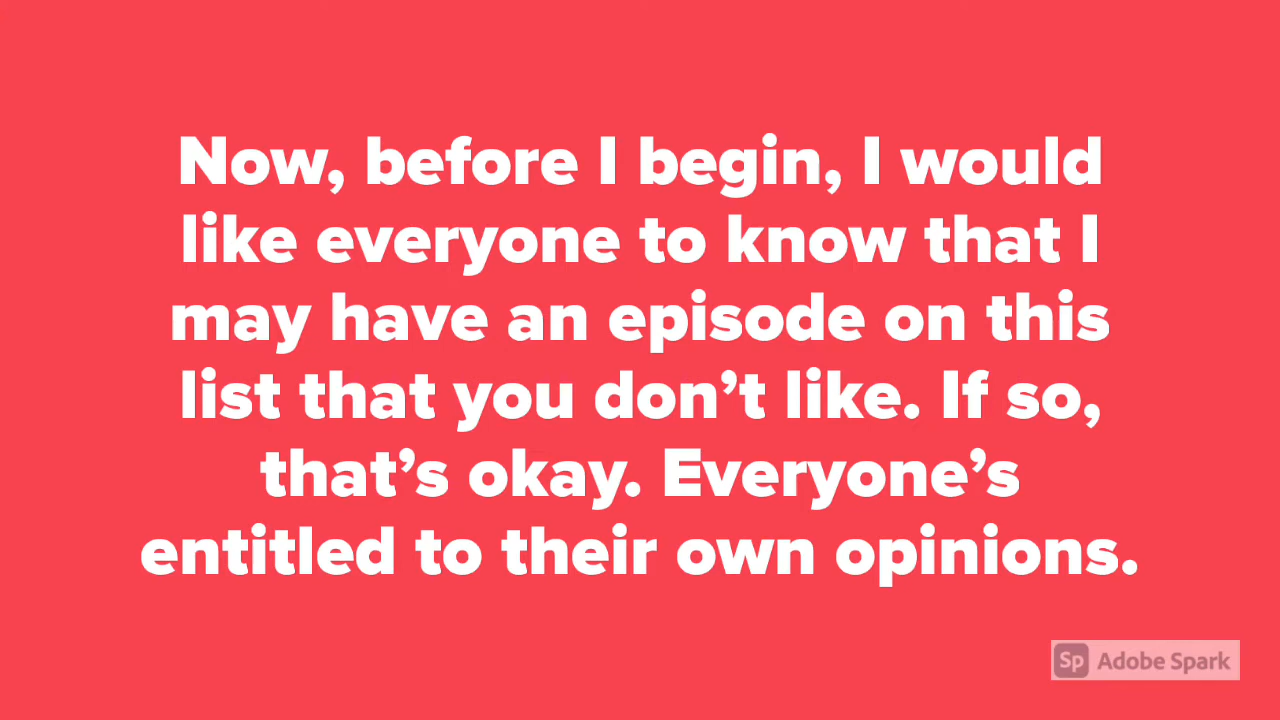 Now, before I begin, I would
like everyone to know that I
may have an episode on this
list that you don’t like. If so,
that’s okay. Everyone’s
entitled to their own opinions.
Sp Adobe Spark